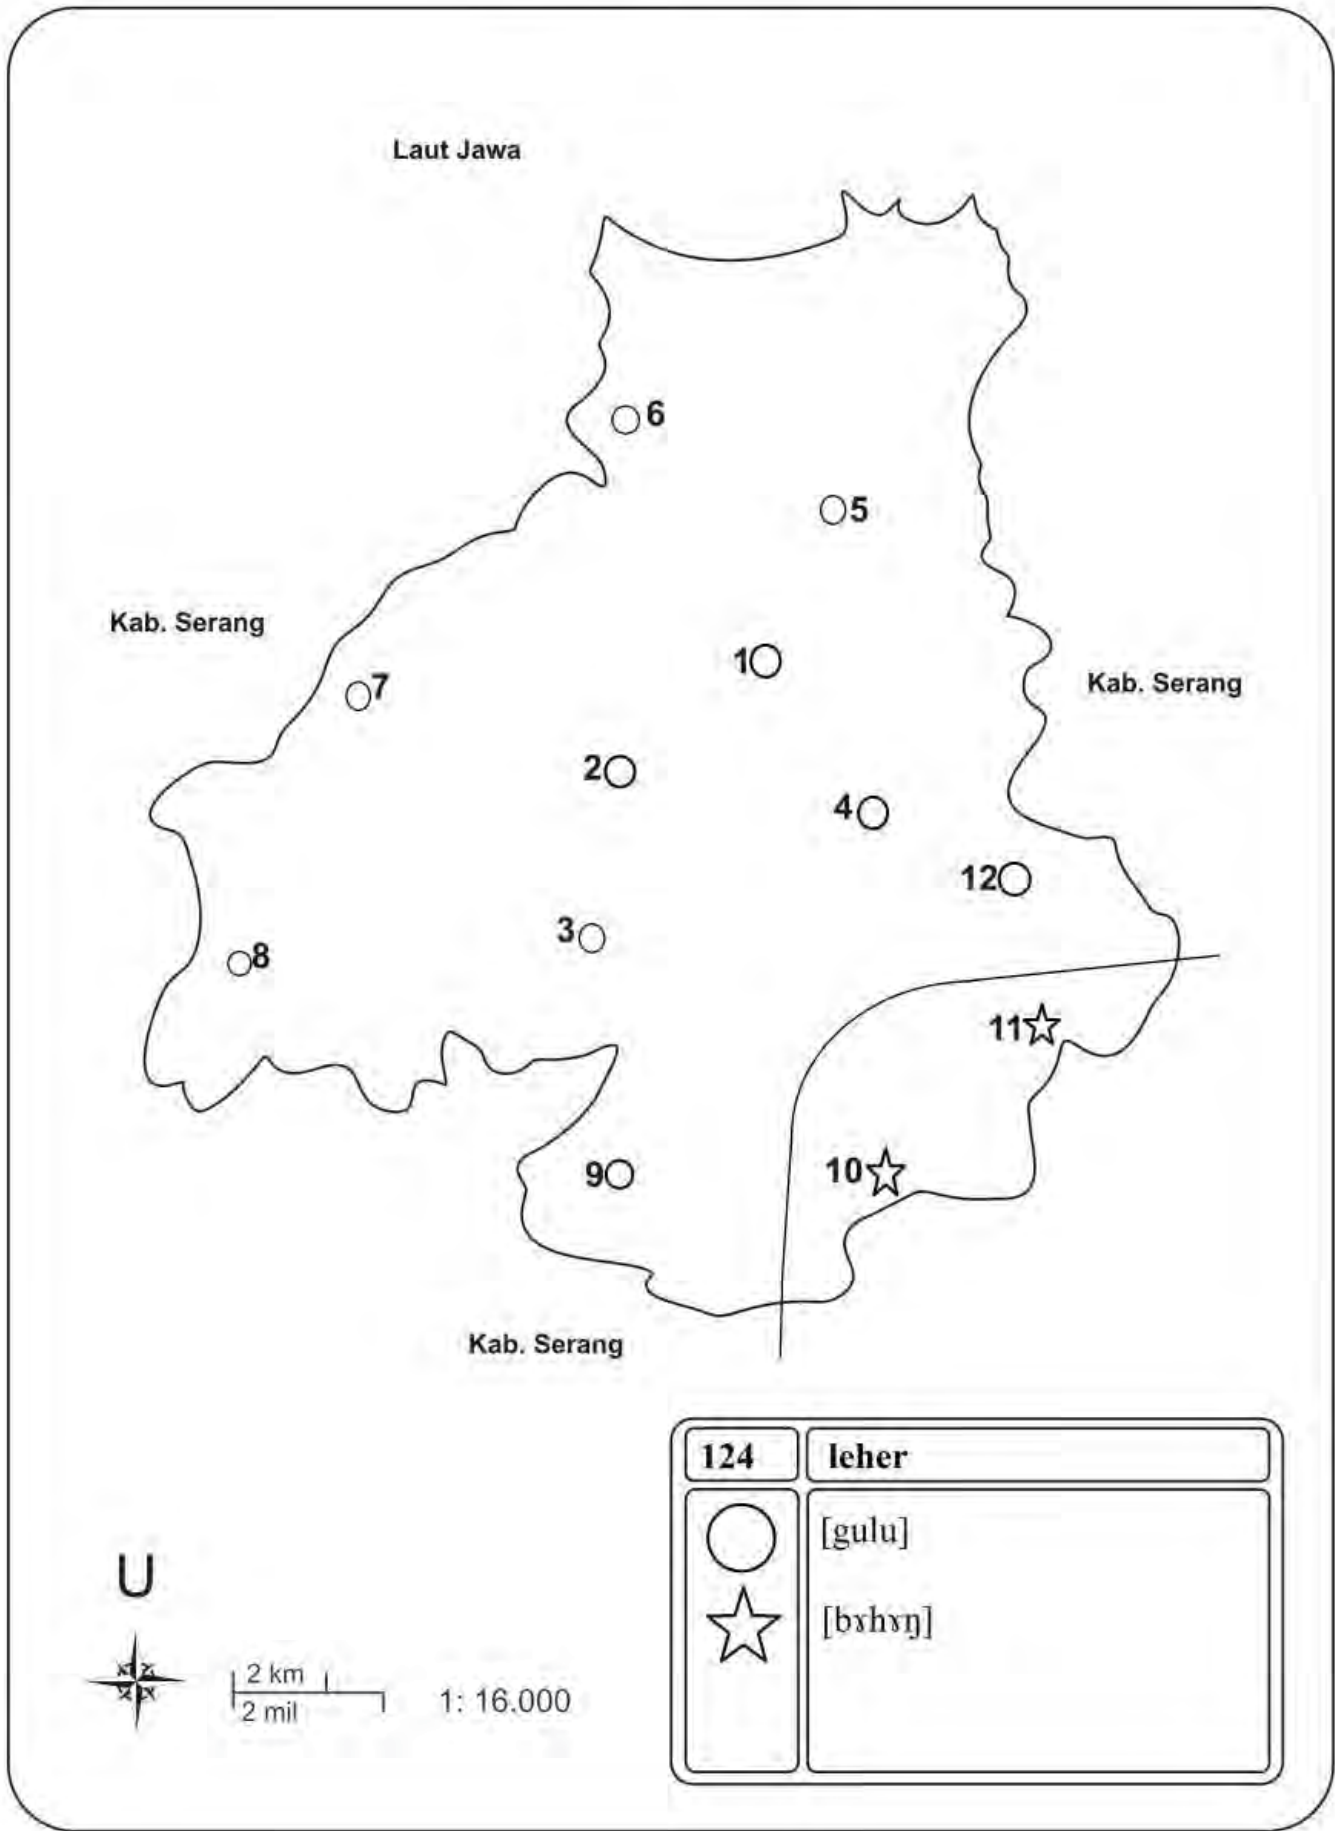 Laut Jawa
6
5
Kab. Serang
1
7
Kab. Serang
2
4
12
3
8
11
10
9
Kab. Serang
124 leher
[gulu]
[bɤhɤŋ]
U
2 km
2 mil
1: 16.000